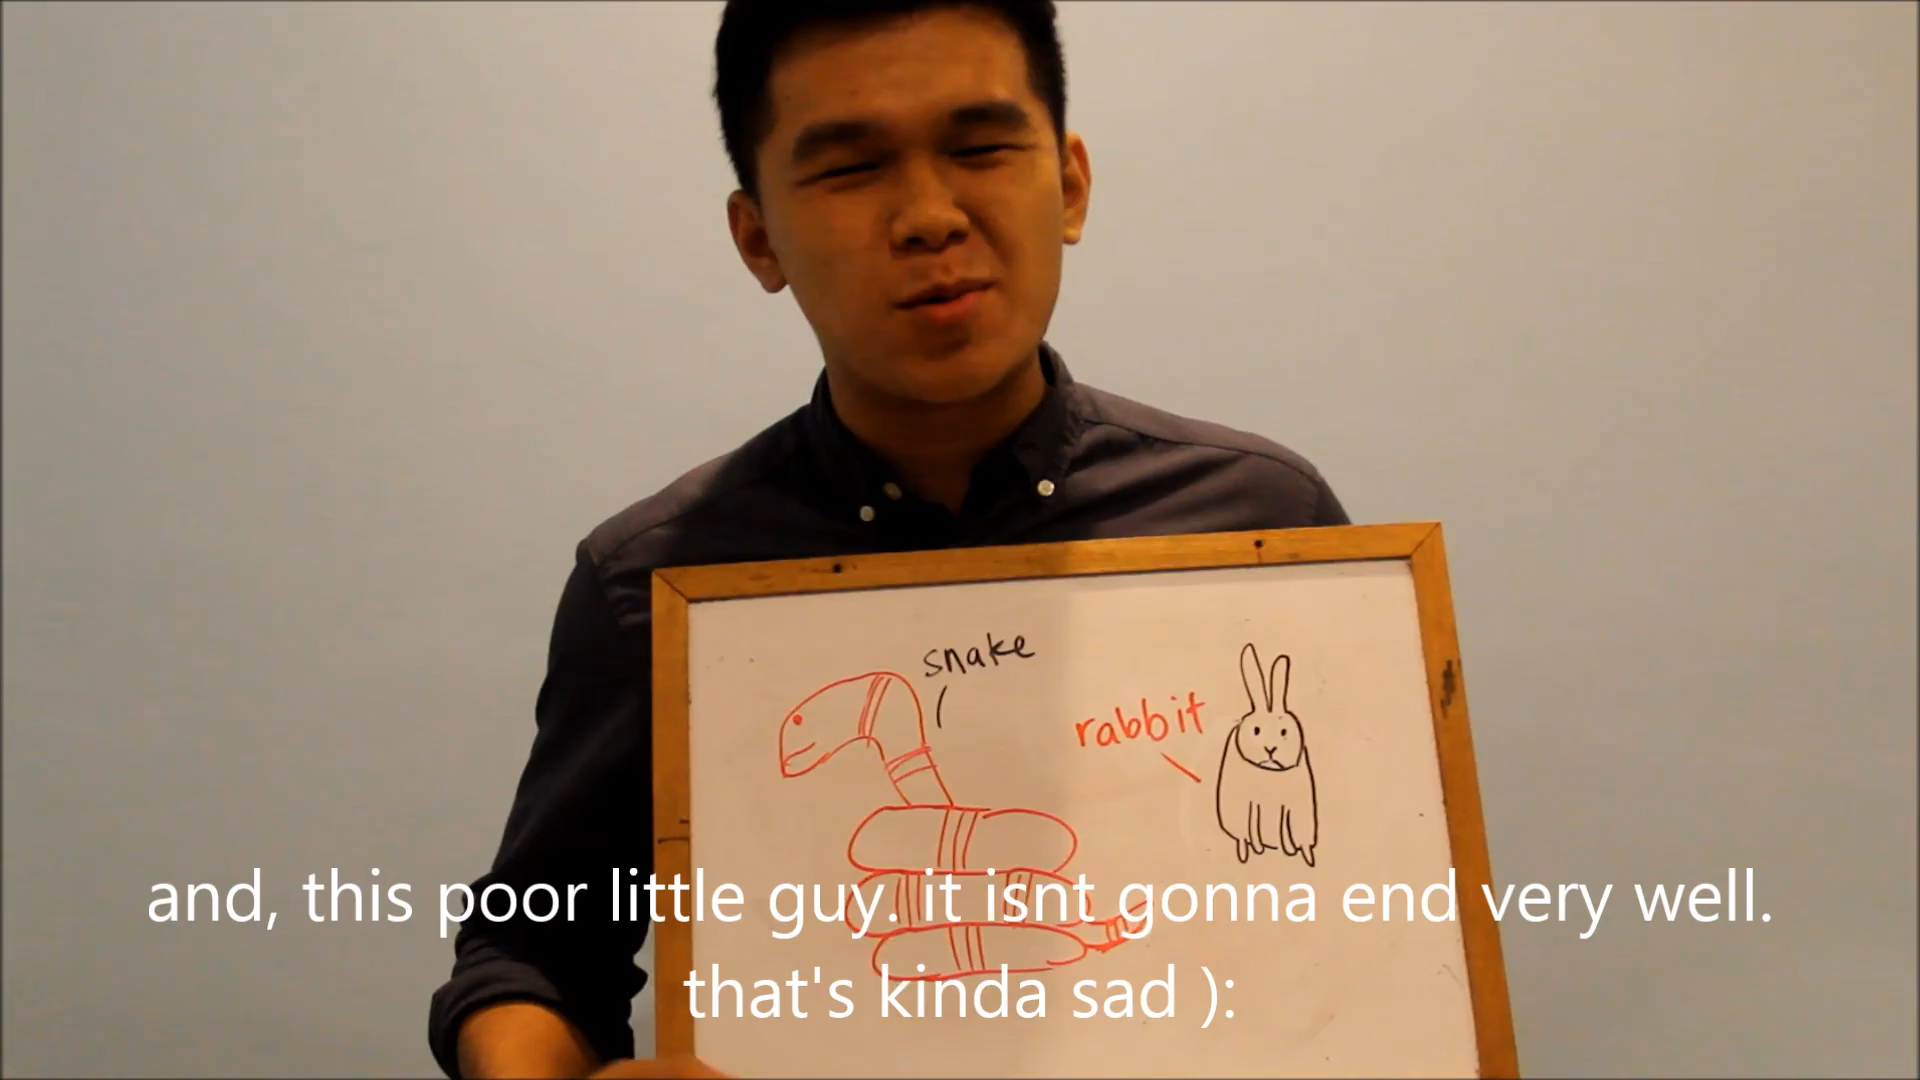 snake
rabbit
and, this poor little guy. it isnt gonna end very well.
that's kinda sad ):